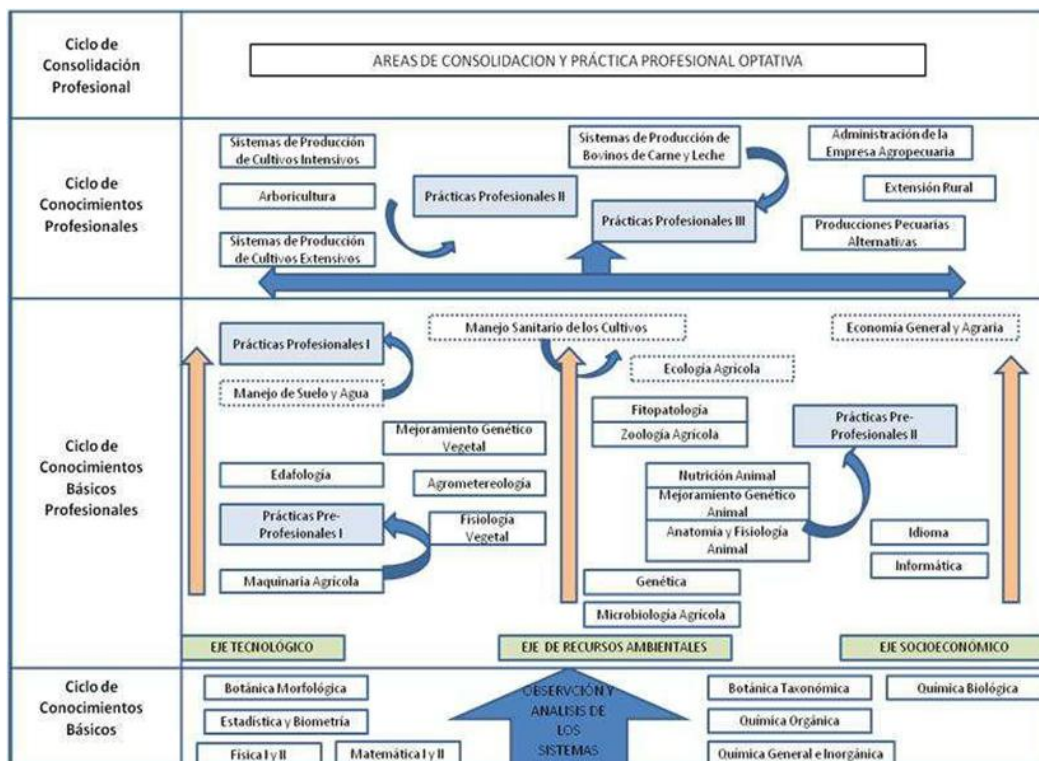 Ciclo de
Consolidación
Profesional
AREAS DE CONSOLIDACION Y PRÁCTICA PROFESIONAL OPTATIVA
Ciclo de
Conocimientos
Profesionales
Sistemas de Producción
de Cultivos Intensivos
Arboricultura
Sistemas de Producción
de Cultivos Extensivos
Prácticas Profesionales II
Sistemas de Producción de
Bovinos de Carne y Leche
Prácticas Profesionales III
Administración de la
Empresa Agropecuaria
Extensión Rural
Producciones Pecuarias
Alternativas
Ciclo de
Conocimientos
Básicos
Profesionales
Prácticas Profesionales I
Manejo de Suelo y Agua
Mejoramiento Genético
Vegetal
Edafología
Agrometereología
Prácticas Pre-
Profesionales I
Fisiología
Vegetal
Maquinaria Agrícola
Manejo Sanitario de los Cultivos
Ecología Agrícola
Fitopatología
Zoología Agrícola
Nutrición Animal
Mejoramiento Genético
Animal
Anatomía y Fisiología
Animal
Genética
Microbiología Agrícola
Economía General y Agraria
Prácticas Pre-
Profesionales II
Idioma
Informática
EJE TECNOLÓGICO
EJE DE RECURSOS AMBIENTALES
EJE SOCIOECONÓMICO
Ciclo de
Conocimientos
Básicos
Botánica Morfológica
Estadística y Biometría
Física I y II
Matemática I y II
OBSERVCIÓN Y
ANALISIS DE
LOS
SISTEMAS
Botánica Taxonómica
Química Biológica
Química Orgánica
Química General e Inorgánica